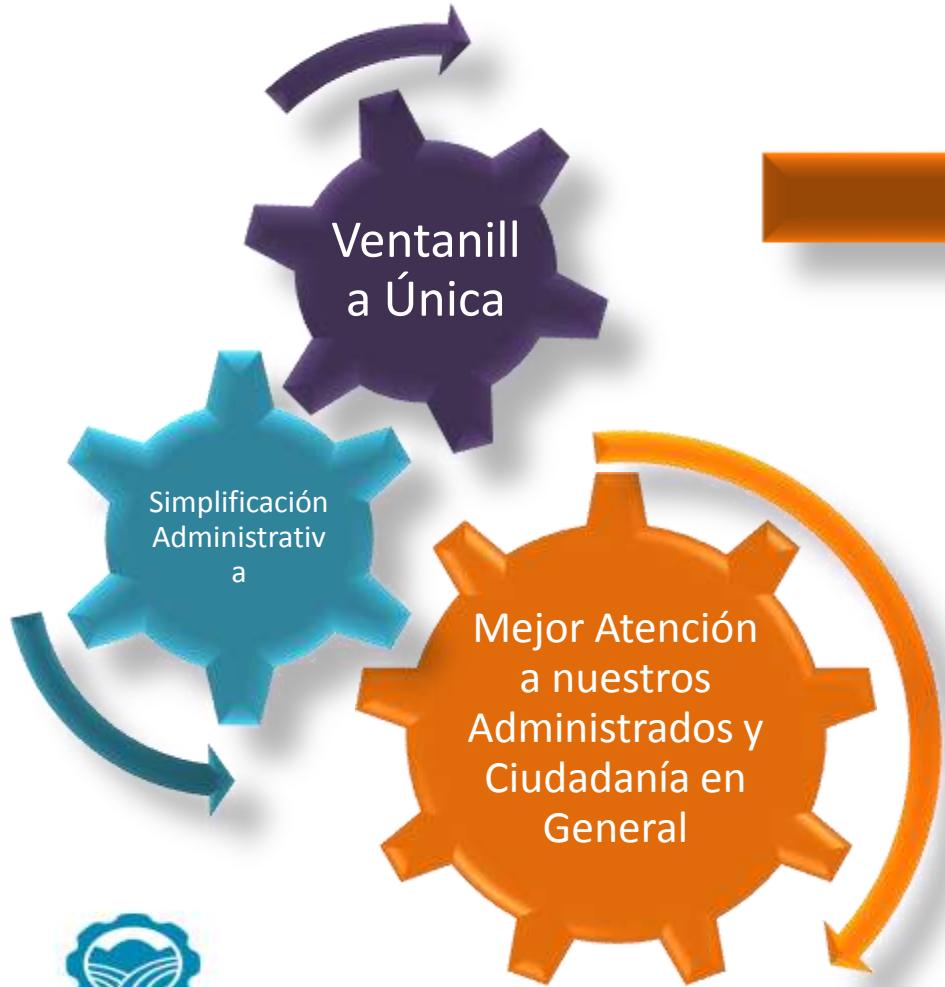 Ventanill
a Única
Simplificación
Administrativ
a
Mejor Atención
a nuestros
Administrados y
Ciudadanía en
General